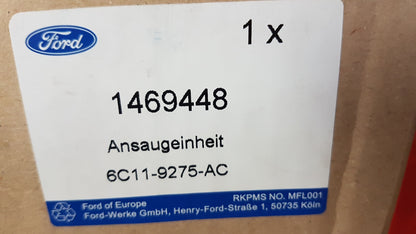 Ford
1 x
1469448
Ansaugeinheit
6C11-9275-AC
RKPMS NO. MFL001
Ford of Europe
Ford-Werke GmbH, Henry-Ford-Straße 1, 50735 Köln